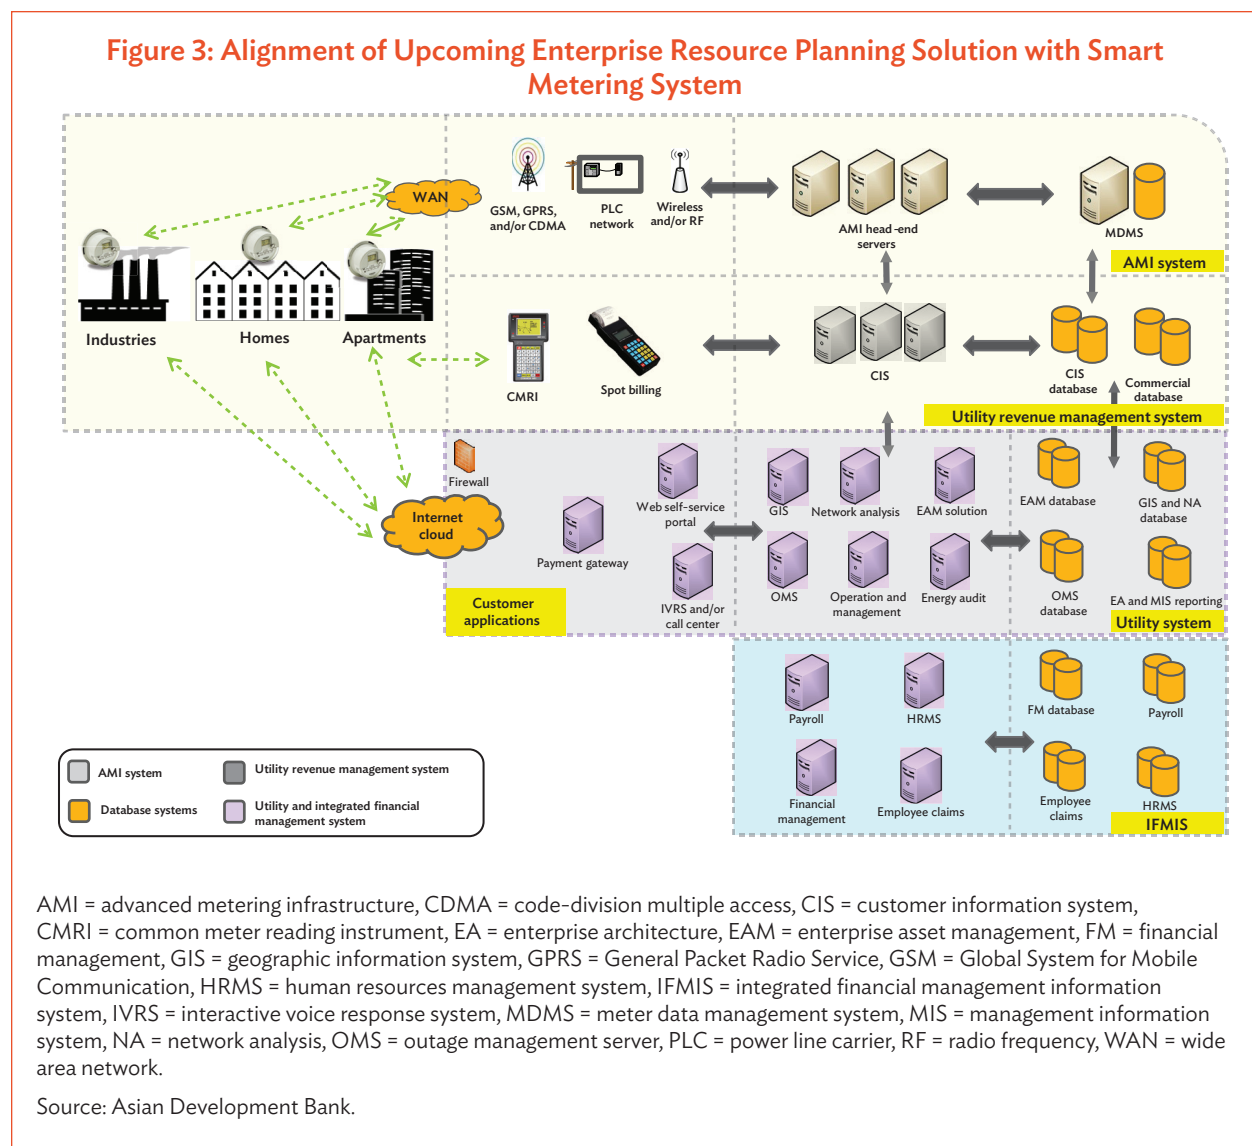 Figure 3: Alignment of Upcoming Enterprise Resource Planning Solution with Smart
Metering System
WAN
GSM, GPRS,
and/or CDMA
PLC
network
Wireless
and/or RF
AMI head-end
servers
MDMS
AMI system
Industries
Homes
Apartments
CMRI
Spot billing
CIS
CIS
database
Commercial
database
Utility revenue management system
Firewall
Internet
cloud
Web self-service
portal
Payment gateway
IVRS and/or
call center
Customer
applications
GIS
Network analysis
EAM solution
OMS
Operation and
management
Energy audit
EAM database
GIS and NA
database
OMS
database
EA and MIS reporting
Utility system
Payroll
HRMS
Financial
management
Employee claims
FM database
Payroll
Employee
claims
HRMS
IFMIS
AMI system
Utility revenue management system
Database systems
Utility and integrated financial
management system
AMI = advanced metering infrastructure, CDMA = code-division multiple access, CIS = customer information system,
CMRI = common meter reading instrument, EA = enterprise architecture, EAM = enterprise asset management, FM = financial
management, GIS = geographic information system, GPRS = General Packet Radio Service, GSM = Global System for Mobile
Communication, HRMS = human resources management system, IFMIS = integrated financial management information
system, IVRS = interactive voice response system, MDMS = meter data management system, MIS = management information
system, NA = network analysis, OMS = outage management server, PLC = power line carrier, RF = radio frequency, WAN = wide
area network.
Source: Asian Development Bank.